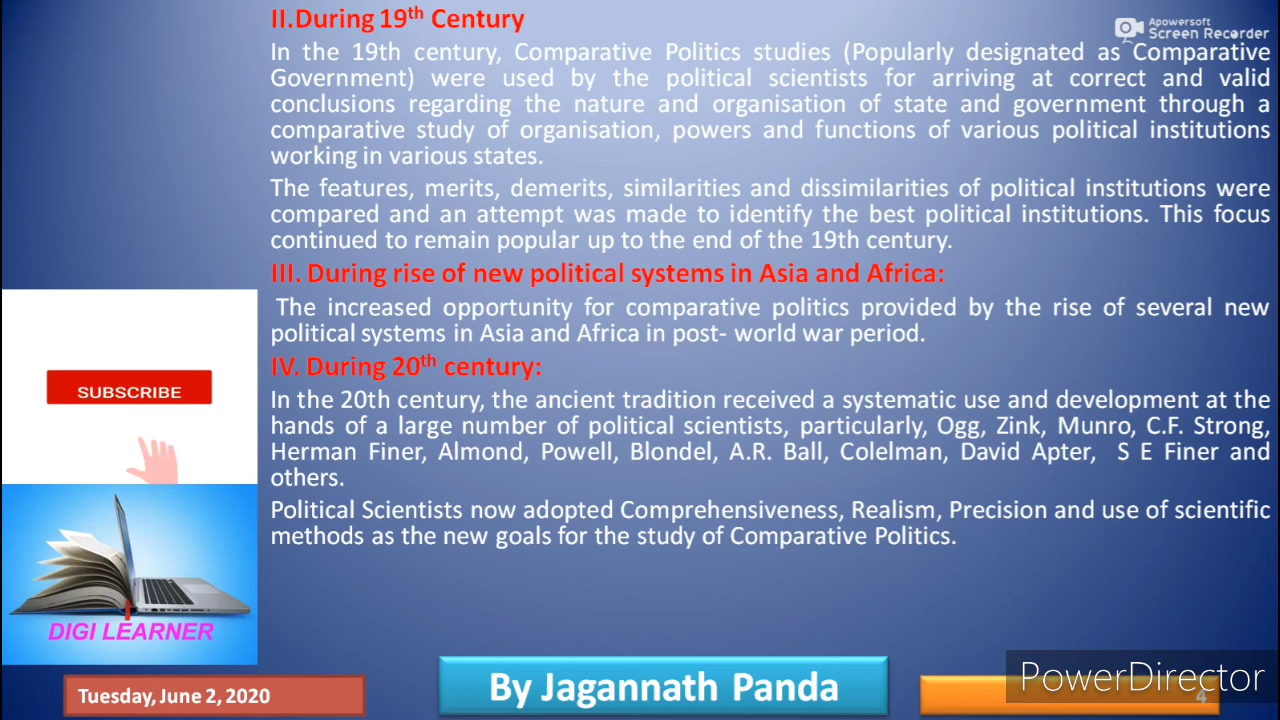 II.During 19th Century
Apowersoft
Screen Recorder
In the 19th century, Comparative Politics studies (Popularly designated as Comparative
Government) were used by the political scientists for arriving at correct and valid
conclusions regarding the nature and organisation of state and government through a
comparative study of organisation, powers and functions of various political institutions
working in various states.
The features, merits, demerits, similarities and dissimilarities of political institutions were
compared and an attempt was made to identify the best political institutions. This focus
continued to remain popular up to the end of the 19th century.
III. During rise of new political systems in Asia and Africa:
The increased opportunity for comparative politics provided by the rise of several new
political systems in Asia and Africa in post- world war period.
IV. During 20th century:
In the 20th century, the ancient tradition received a systematic use and development at the
hands of a large number of political scientists, particularly, Ogg, Zink, Munro, C.F. Strong,
Herman Finer, Almond, Powell, Blondel, A.R. Ball, Colelman, David Apter, S E Finer and
others.
Political Scientists now adopted Comprehensiveness, Realism, Precision and use of scientific
methods as the new goals for the study of Comparative Politics.
SUBSCRIBE
DIGI LEARNER
Tuesday, June 2, 2020
By Jagannath Panda
PowerDirector
4